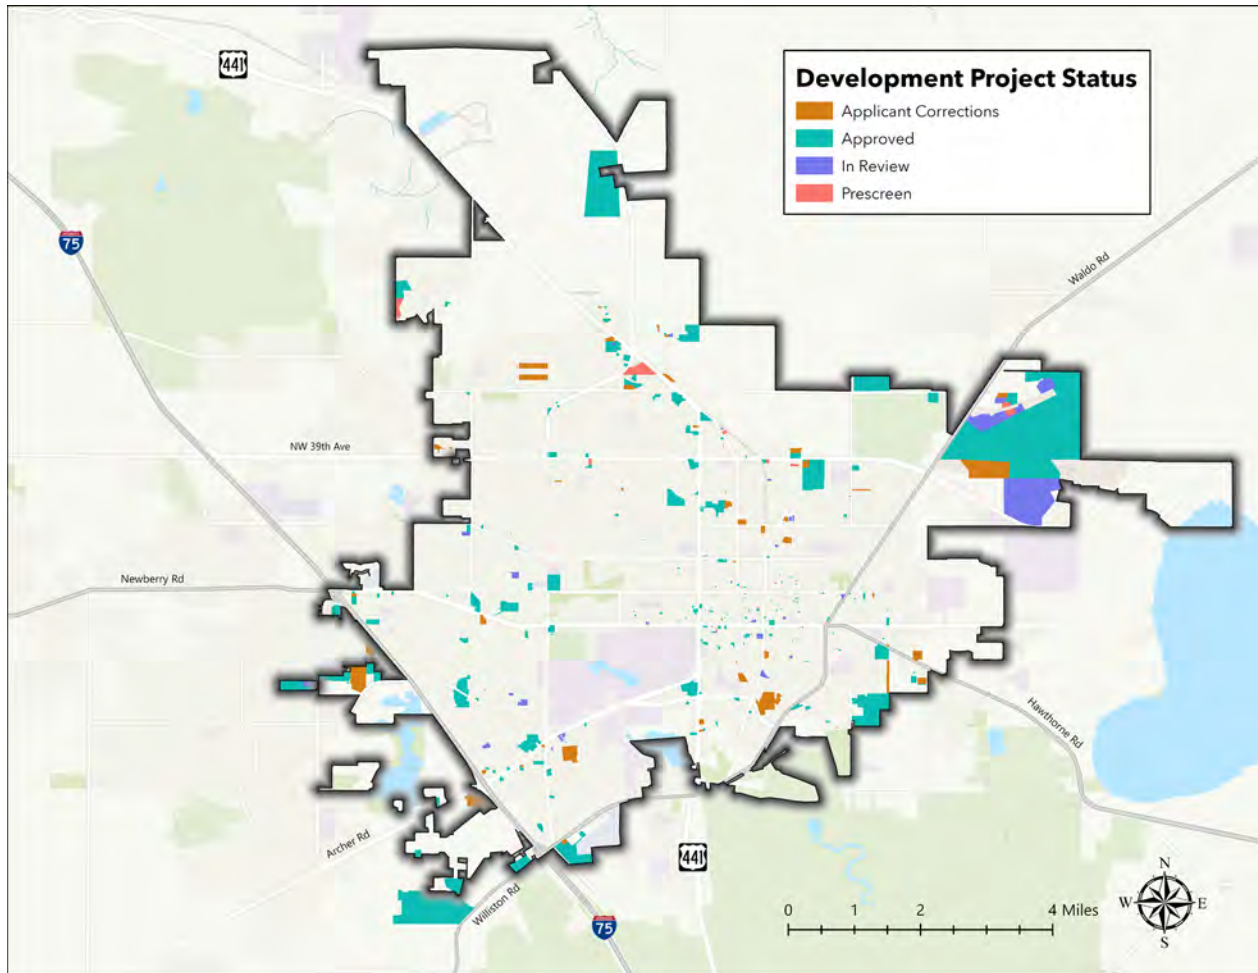 441
Development Project Status
Applicant Corrections
Approved
In Review
Prescreen
75
Waldo Rd
NW 39th Ave
Newberry Rd
Hawthorne Rd
Archer Rd
441
Williston Rd
N
W E
S
0 1 2 4 Miles
75